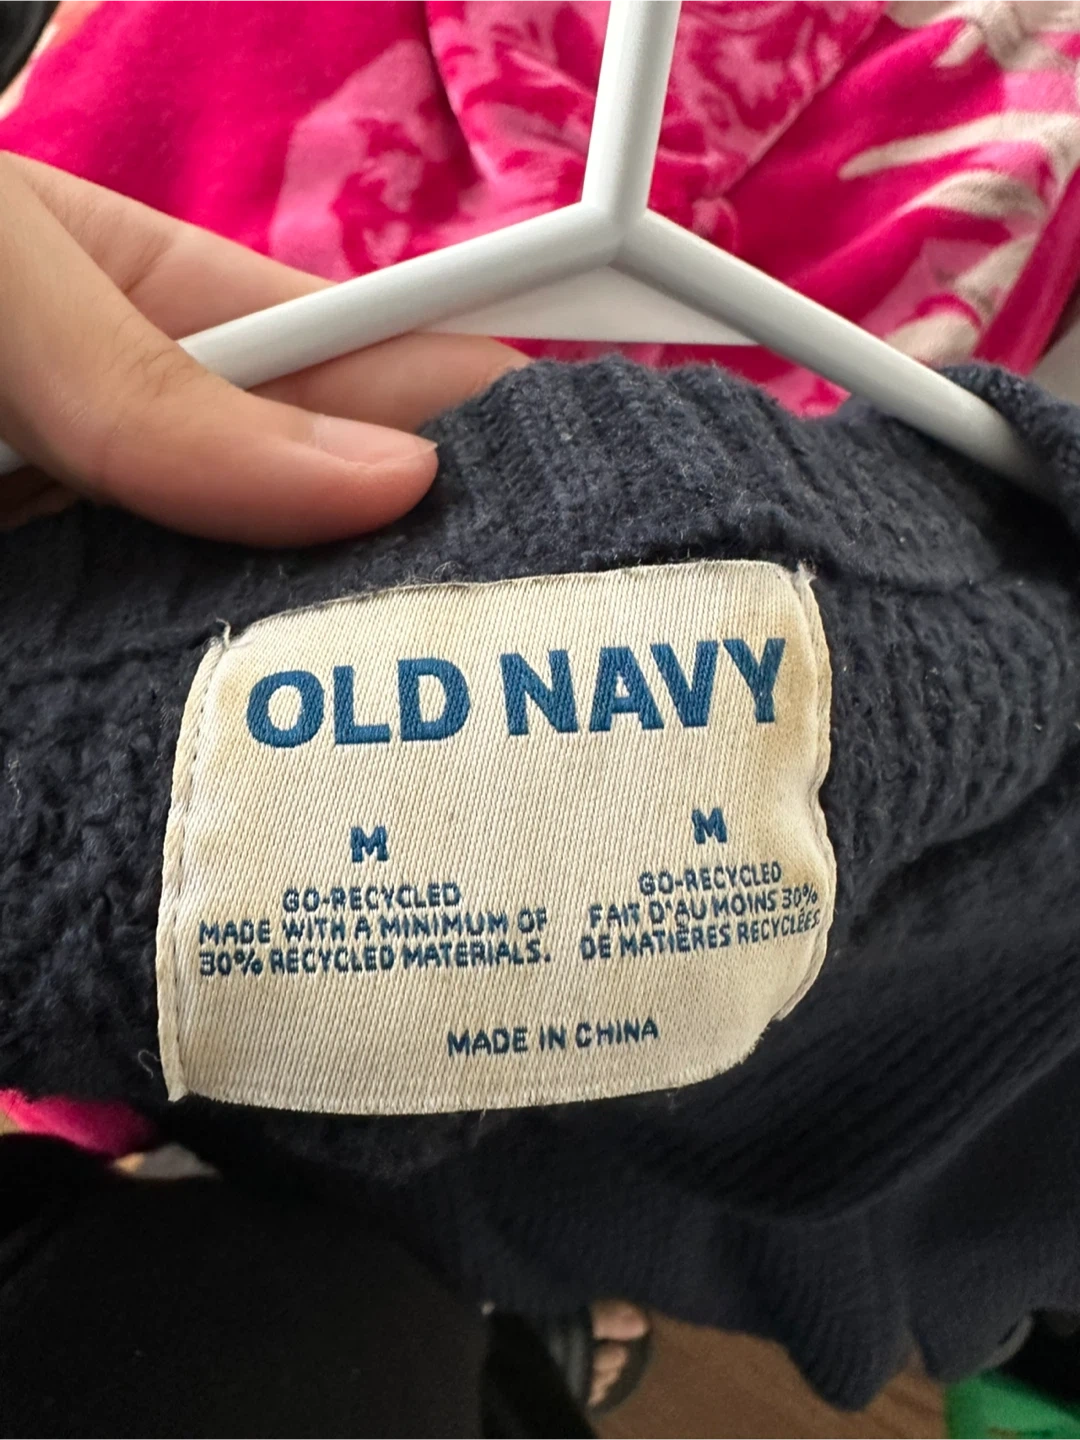 OLD NAVY
M
GO-RECYCLED
MADE WITH A MINIMUM OF
30% RECYCLED MATERIALS.
M
GO-RECYCLED
FAIT D'AU MOINS 30%
DE MATIÈRES RECYCLÉES
MADE IN CHINA